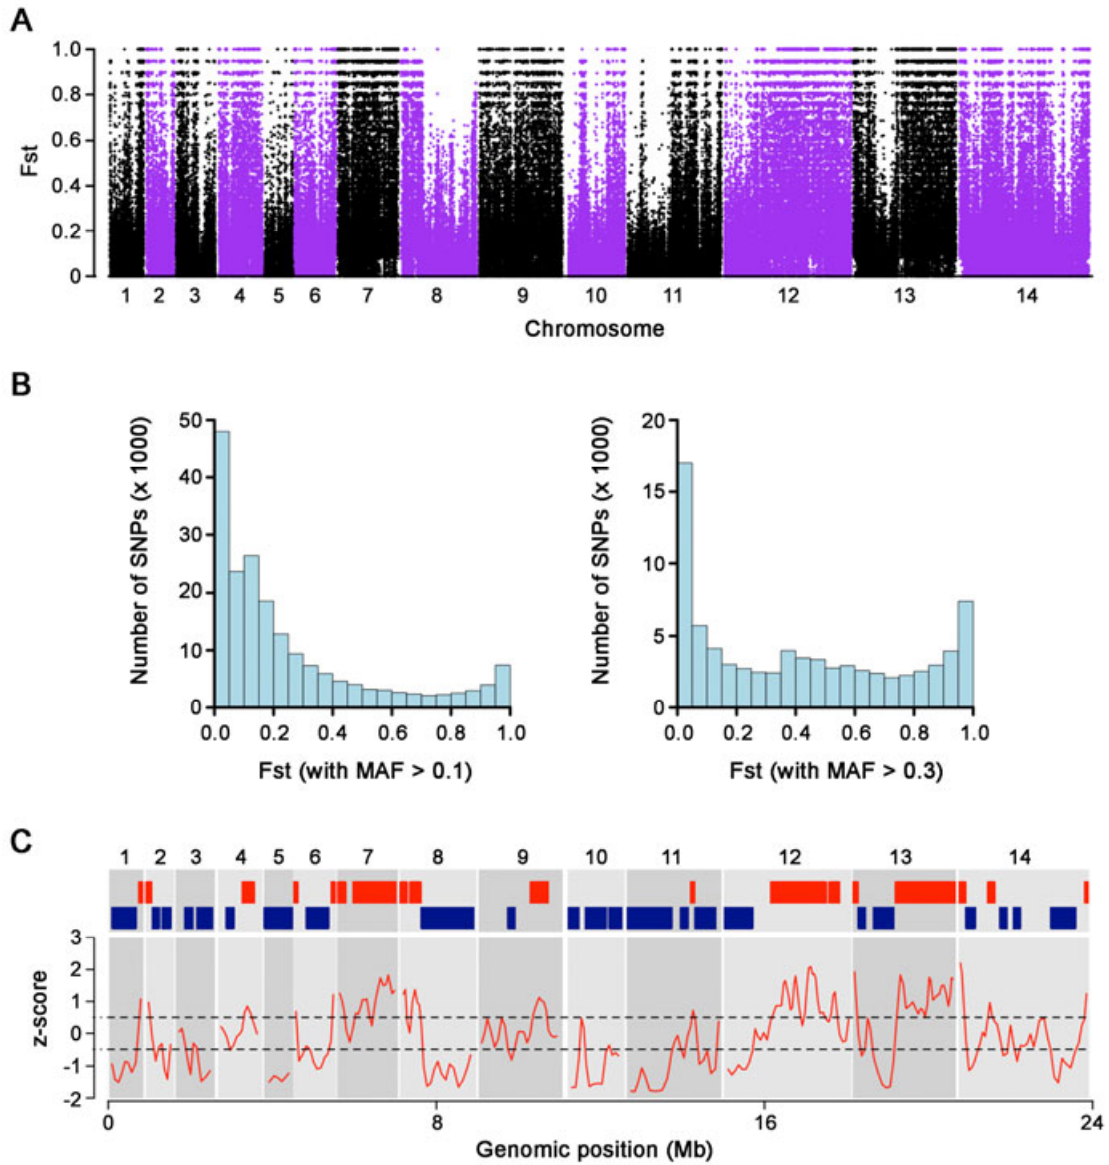 A
1.0
0.8
0.6
0.4
0.2
0
Fst
1 2 3 4 5 6 7 8 9 10 11 12 13 14
Chromosome
B
50
40
30
20
10
0
Number of SNPs (x 1000)
0.0 0.2 0.4 0.6 0.8 1.0
Fst (with MAF > 0.1)
20
15
10
5
0
Number of SNPs (x 1000)
0.0 0.2 0.4 0.6 0.8 1.0
Fst (with MAF > 0.3)
C
1 2 3 4 5 6 7 8 9 10 11 12 13 14
3
2
1
0
-1
-2
z-score
0 8 16 24
Genomic position (Mb)